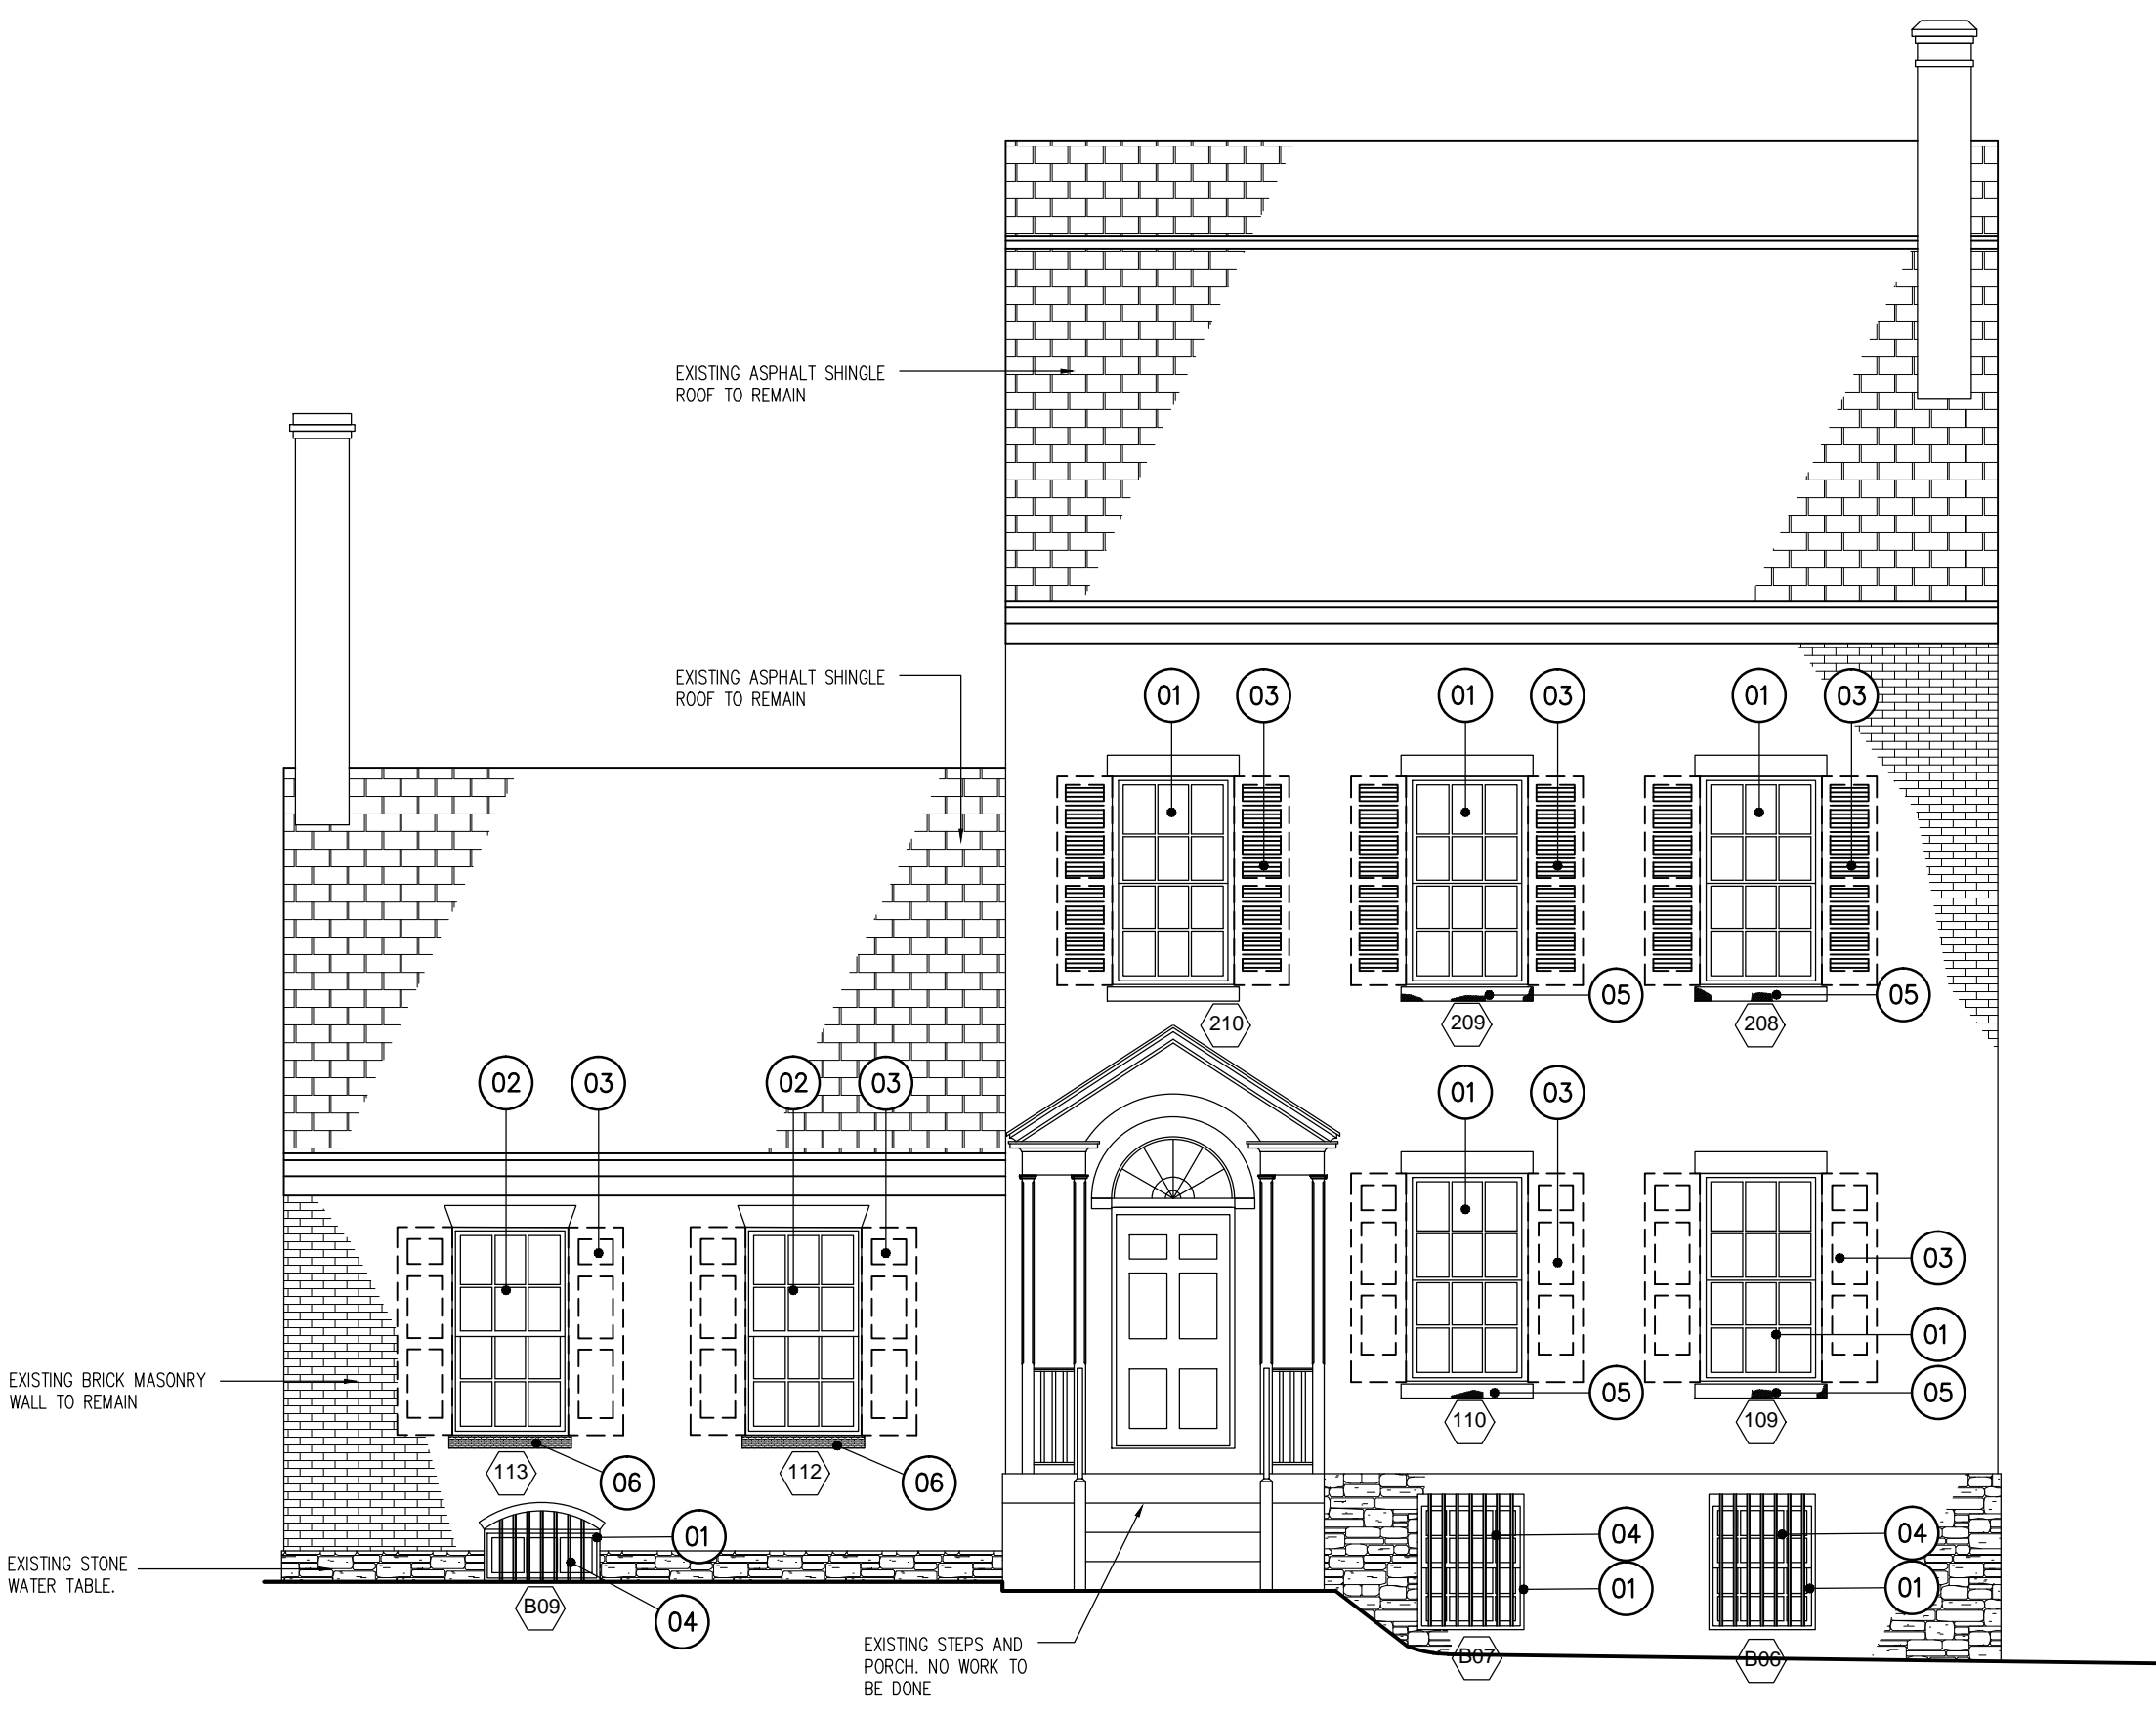 EXISTING ASPHALT SHINGLE
ROOF TO REMAIN
EXISTING ASPHALT SHINGLE
ROOF TO REMAIN
01 03 01 03 01 03
05 05
210 209 208
02 03 02 03 01 03
03
01
EXISTING BRICK MASONRY
WALL TO REMAIN
05 05
110 109
113 112
06 06
01 04 04
EXISTING STONE
WATER TABLE.
01 01
B09
04
EXISTING STEPS AND
PORCH. NO WORK TO
BE DONE
B07 B06